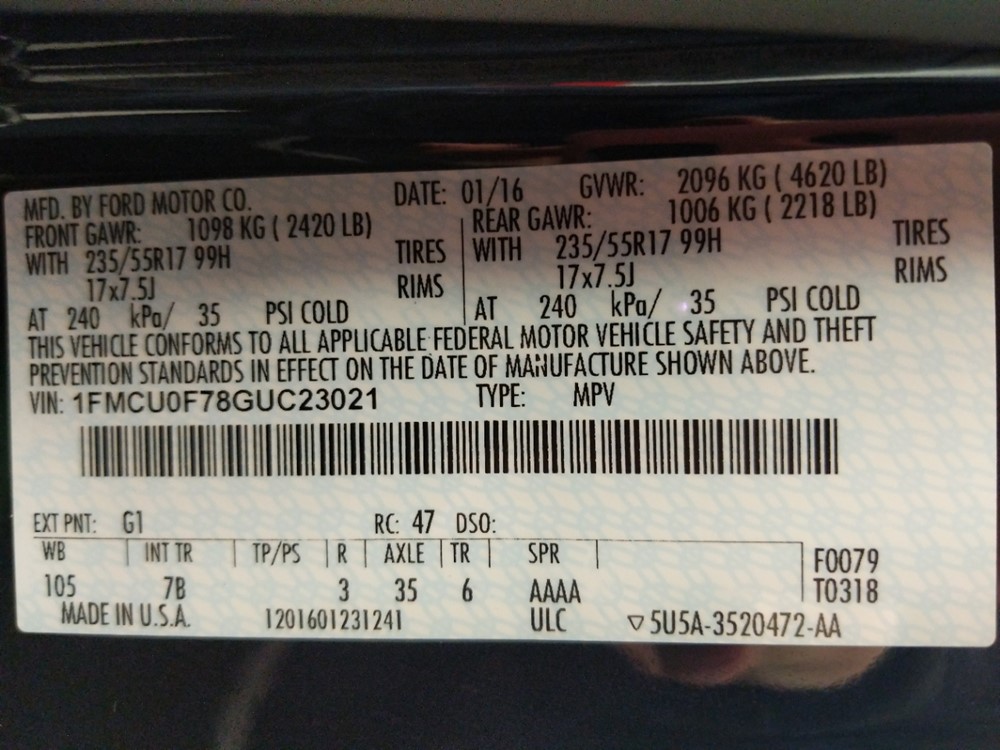 MFD. BY FORD MOTOR CO. DATE: 01/16 GVWR: 2096 KG ( 4620 LB)
FRONT GAWR: 1098 KG ( 2420 LB) REAR GAWR: 1006 KG ( 2218 LB)
WITH 235/55R17 99H TIRES WITH 235/55R17 99H TIRES
17x7.5J RIMS 17x7.5J RIMS
AT 240 kPa/ 35 PSI COLD AT 240 kPa/ 35 PSI COLD
THIS VEHICLE CONFORMS TO ALL APPLICABLE FEDERAL MOTOR VEHICLE SAFETY AND THEFT
PREVENTION STANDARDS IN EFFECT ON THE DATE OF MANUFACTURE SHOWN ABOVE.
VIN: 1FMCU0F78GUC23021 TYPE: MPV
EXT PNT: G1 RC: 47 DSO:
WB INT TR TP/PS R AXLE TR SPR F0079
105 7B 3 35 6 AAAA T0318
MADE IN U.S.A. 1201601231241 ULC ▽5U5A-3520472-AA